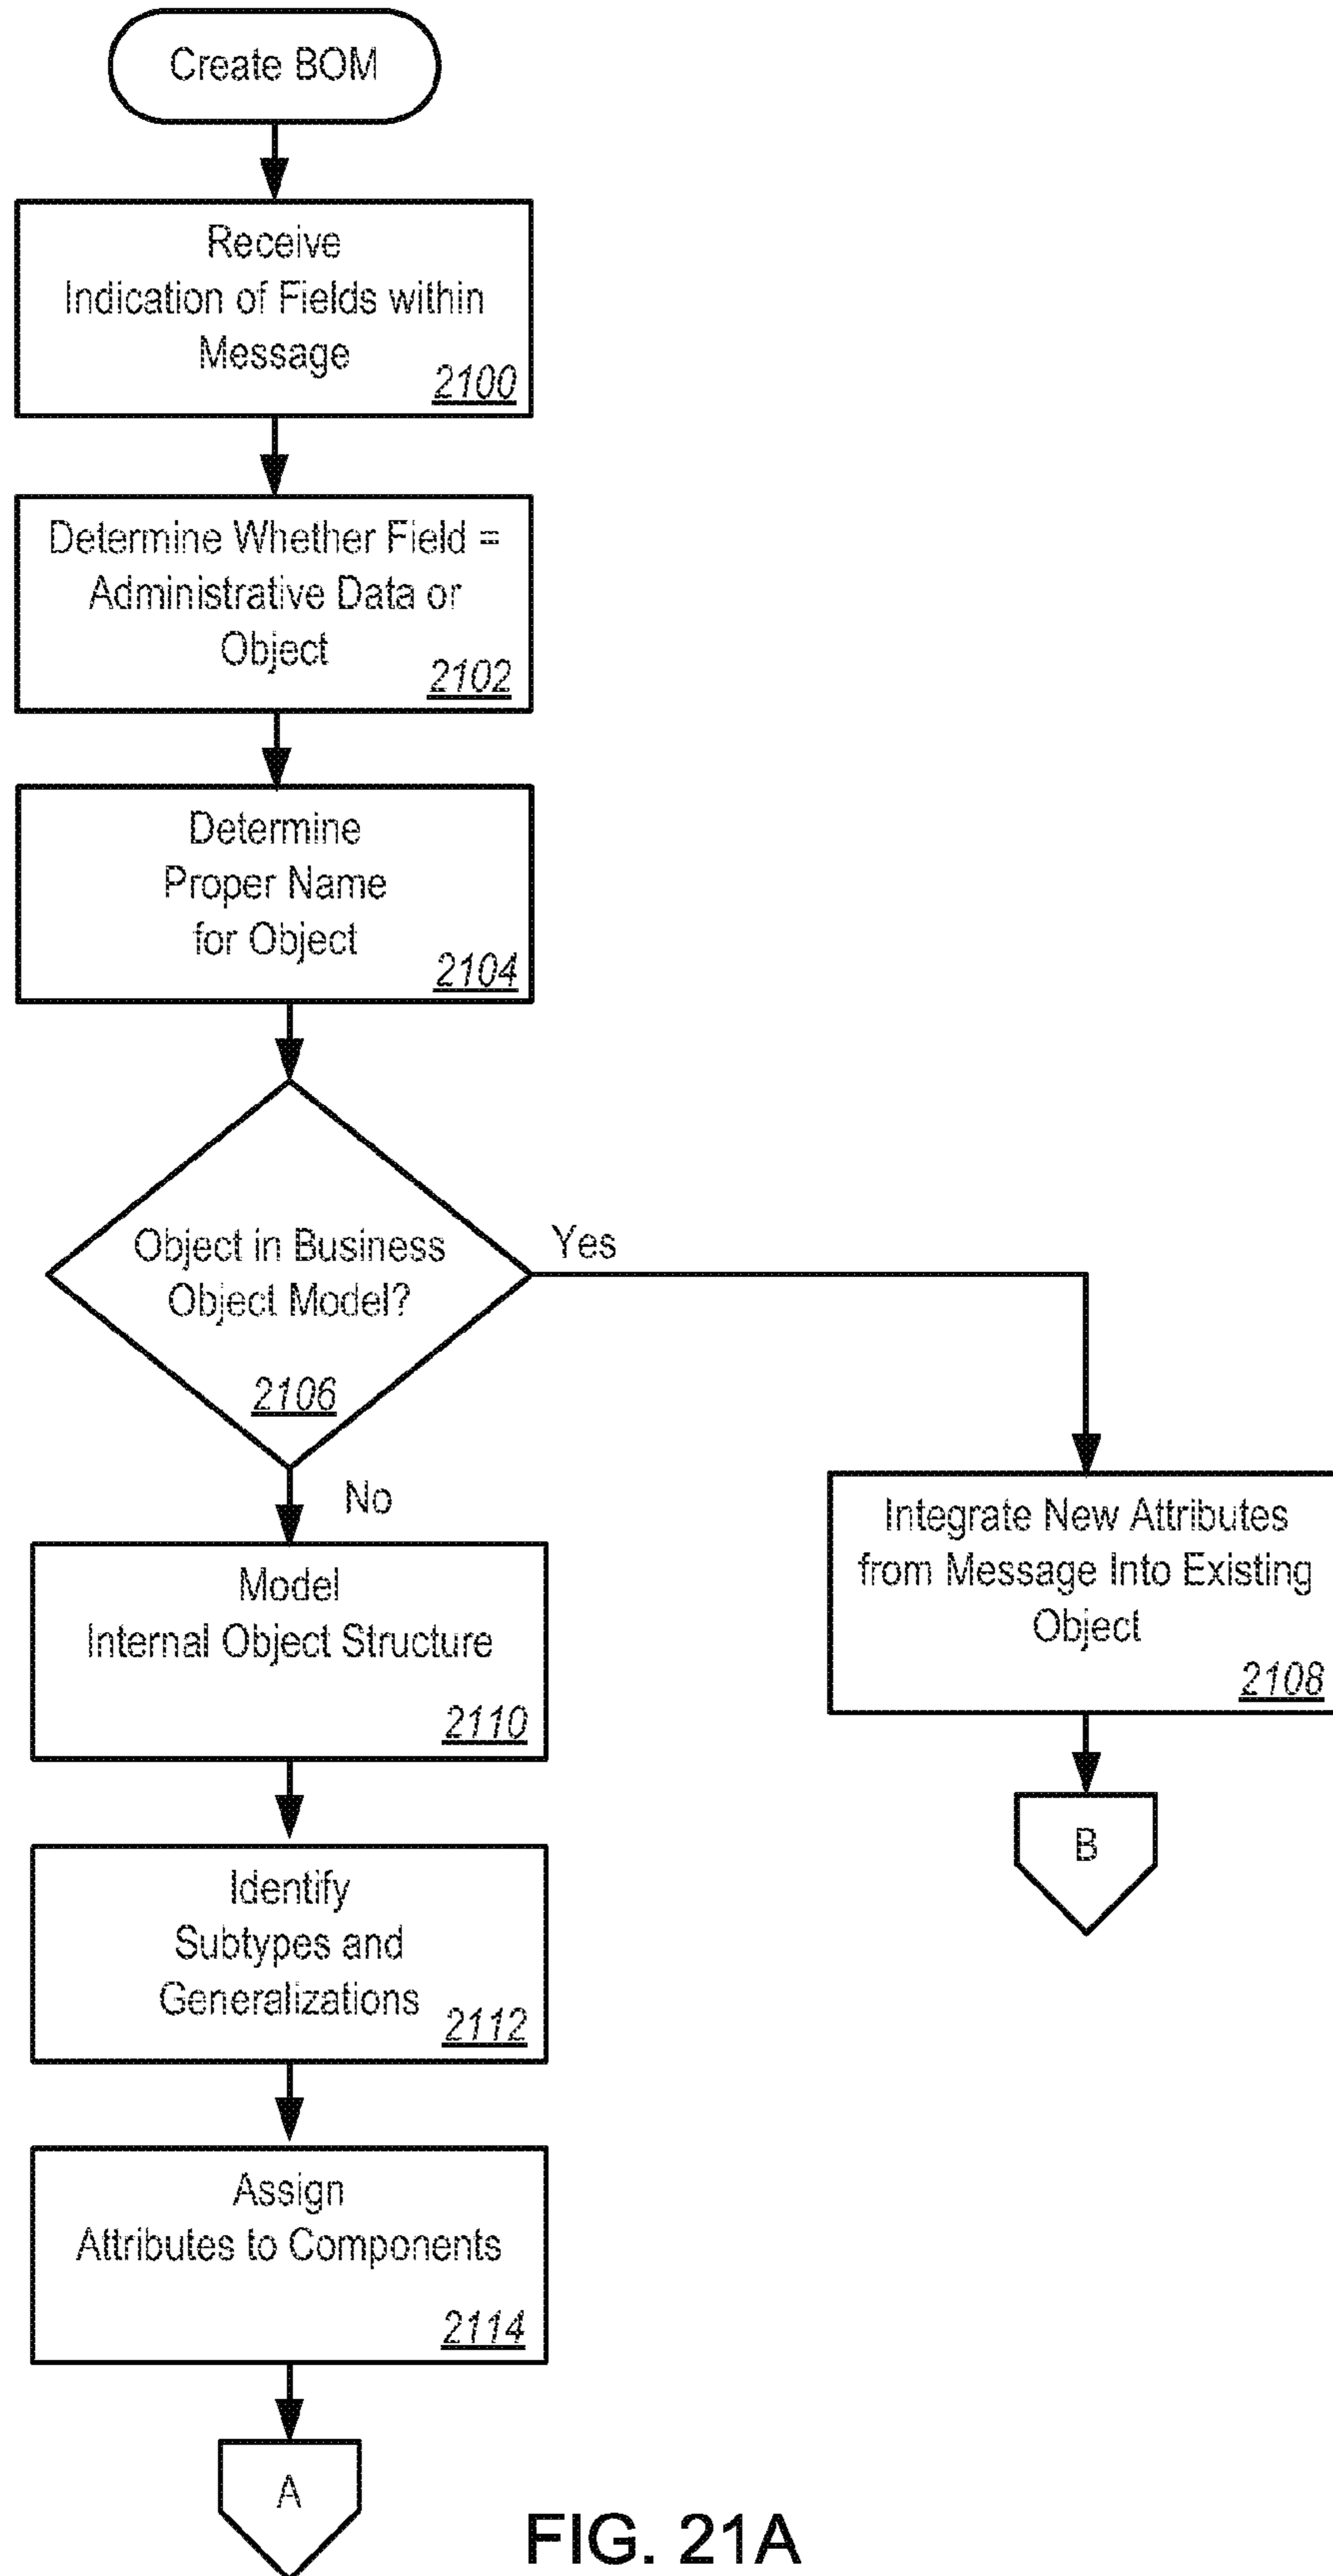 Create BOM
Receive
Indication of Fields within
Message
2100
Determine Whether Field =
Administrative Data or
Object
2102
Determine
Proper Name
for Object
2104
Object in Business
Object Model?
2106
Yes
No
Integrate New Attributes
from Message Into Existing
Object
2108
B
Model
Internal Object Structure
2110
Identify
Subtypes and
Generalizations
2112
Assign
Attributes to Components
2114
A
FIG. 21A